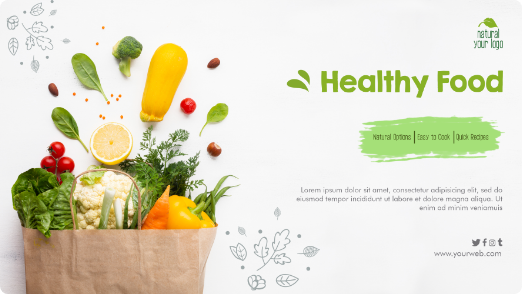 natural
your logo
Healthy Food
Natural Options | Easy to Cook | Quick Recipes
Lorem ipsum dolor sit amet, consectetur adipiscing elit, sed do
eiusmod tempor incididunt ut labore et dolore magna aliqua. Ut
enim ad minim veniamuis
www.yourweb.com